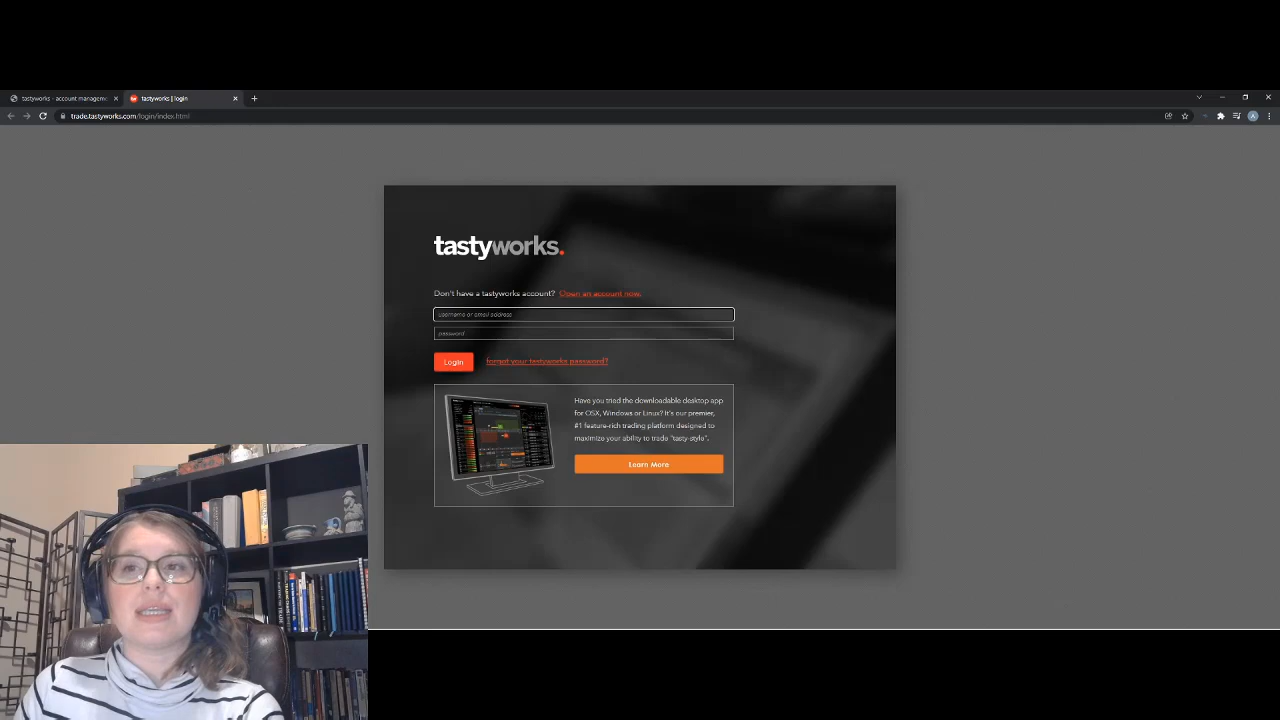 tastyworks - account managem
tastyworks | login
trade.tastyworks.com/login/index.html
A
tastyworks.
Don't have a tastyworks account? Open an account now.
username or email address
password
Login
forgot your tastyworks password?
Have you tried the downloadable desktop app
for OSX, Windows or Linux? It's our premier,
#1 feature-rich trading platform designed to
maximize your ability to trade "tasty-style".
Learn More